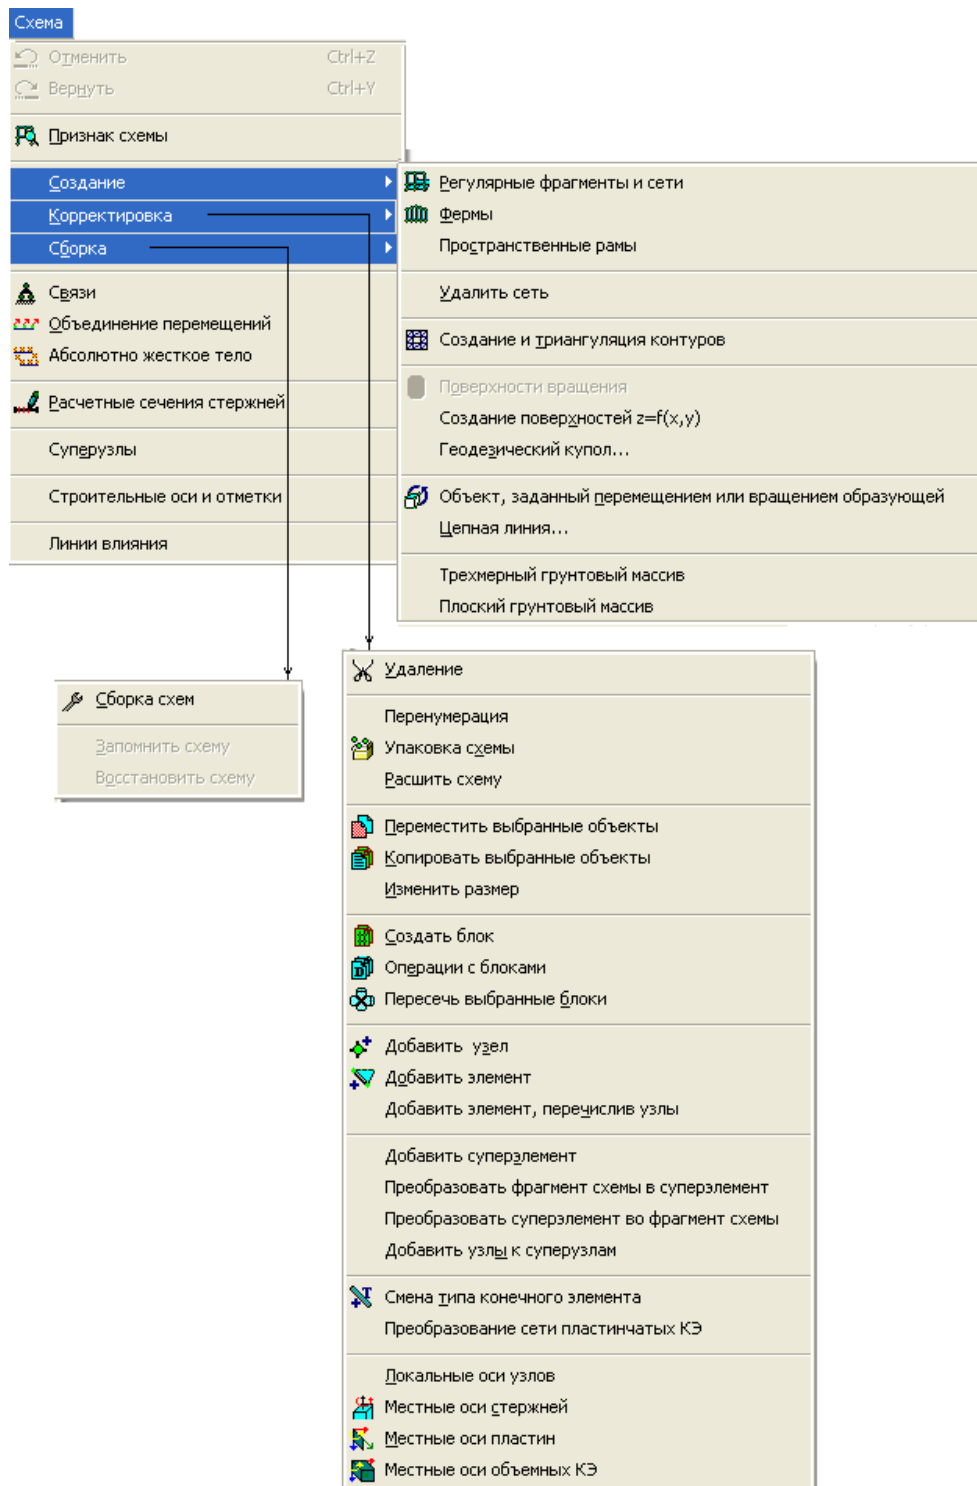 Схема
Отменить Ctrl+Z
Вернуть Ctrl+Y
Признак схемы
Создание
Корректировка
Сборка
Связи
Объединение перемещений
Абсолютно жесткое тело
Расчетные сечения стержней
Суперузлы
Строительные оси и отметки
Линии влияния
Регулярные фрагменты и сети
Фермы
Пространственные рамы
Удалить сеть
Создание и триангуляция контуров
Поверхности вращения
Создание поверхностей z=f(x,y)
Геодезический купол...
Объект, заданный перемещением или вращением образующей
Цепная линия...
Трехмерный грунтовый массив
Плоский грунтовый массив
Сборка схем
Запомнить схему
Восстановить схему
Удаление
Перенумерация
Упаковка схемы
Расшить схему
Переместить выбранные объекты
Копировать выбранные объекты
Изменить размер
Создать блок
Операции с блоками
Пересечь выбранные блоки
Добавить узел
Добавить элемент
Добавить элемент, перечислив узлы
Добавить суперэлемент
Преобразовать фрагмент схемы в суперэлемент
Преобразовать суперэлемент во фрагмент схемы
Добавить узлы к суперузлам
Смена типа конечного элемента
Преобразование сети пластинчатых КЭ
Локальные оси узлов
Местные оси стержней
Местные оси пластин
Местные оси объемных КЭ